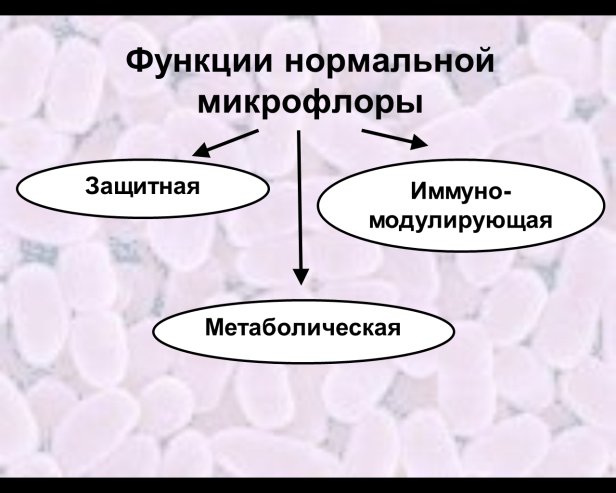 Функции нормальной
микрофлоры
Защитная
Иммуно-
модулирующая
Метаболическая